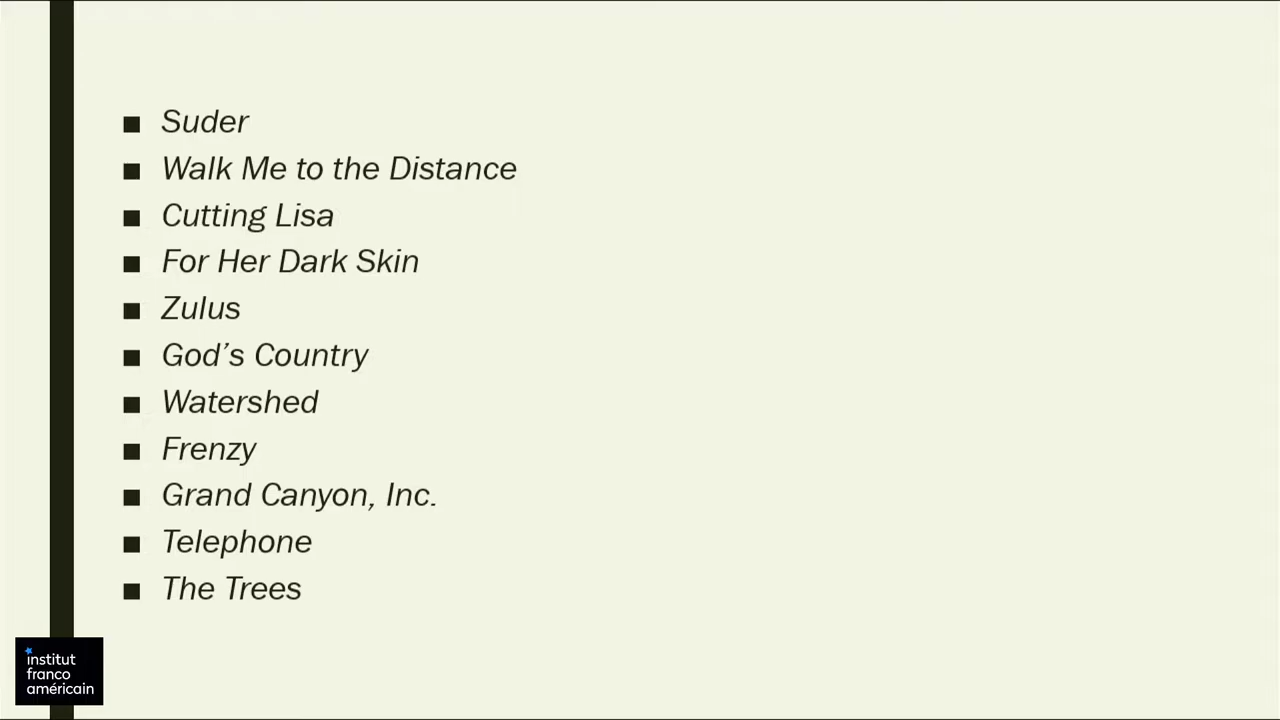 ■ Suder
■ Walk Me to the Distance
■ Cutting Lisa
■ For Her Dark Skin
■ Zulus
■ God’s Country
■ Watershed
■ Frenzy
■ Grand Canyon, Inc.
■ Telephone
■ The Trees
institut
franco
américain